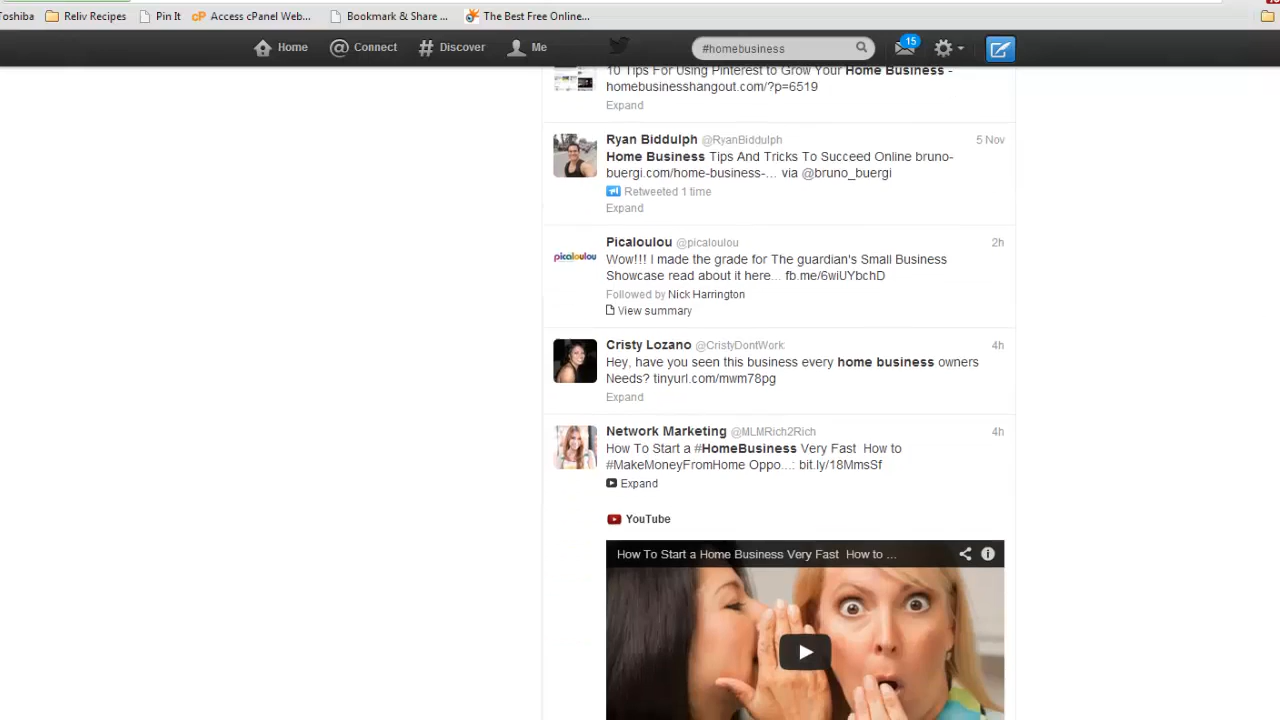 Toshiba Reliv Recipes Pin It Access cPanel Web... Bookmark & Share ... The Best Free Online...
Home Connect Discover Me #homebusiness 15
10 Tips For Using Pinterest to Grow Your Home Business -
homebusinesshangout.com/?p=6519
Expand
Ryan Biddulph @RyanBiddulph 5 Nov
Home Business Tips And Tricks To Succeed Online bruno-
buergi.com/home-business-... via @bruno_buergi
Retweeted 1 time
Expand
Picaloulou @picaloulou 2h
picaloulou
Wow!!! I made the grade for The guardian's Small Business
Showcase read about it here... fb.me/6wiUYbchD
Followed by Nick Harrington
View summary
Cristy Lozano @CristyDontWork 4h
Hey, have you seen this business every home business owners
Needs? tinyurl.com/mwm78pg
Expand
Network Marketing @MLMRich2Rich 4h
How To Start a #HomeBusiness Very Fast How to
#MakeMoneyFromHome Oppo...: bit.ly/18MmsSf
Expand
YouTube
How To Start a Home Business Very Fast How to ...